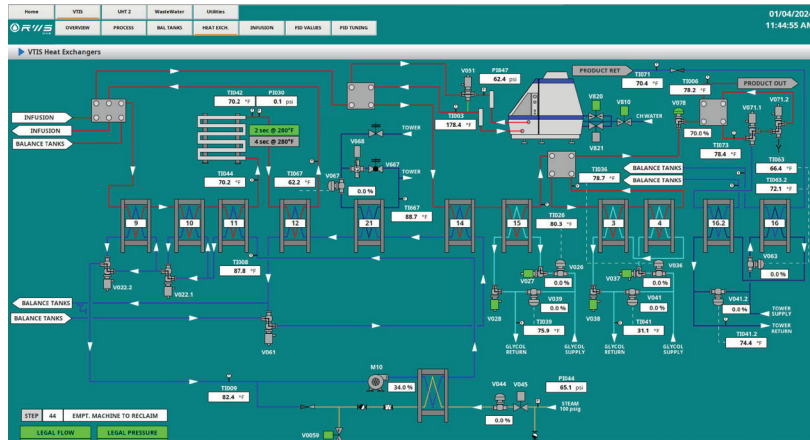 Home VTIS UHT 2 WasteWater Utilities
RWS OVERVIEW PROCESS BAL TANKS HEAT EXCH. INFUSION PID VALUES PID TUNING
01/04/2024
11:44:55 AM
VTIS Heat Exchangers
V051 PI847 62.4 psi
PRODUCT RET TI071 70.4 °F
TI006 78.2 °F PRODUCT OUT
TI042 70.2 °F PI030 0.1 psi
V820 V810 CH WATER
V821
V078
V071.1 V071.2
INFUSION
INFUSION
BALANCE TANKS
2 sec @ 280°F
4 sec @ 280°F
TI003 178.4 °F
70.0 %
TOWER
V068
V667
TOWER
TI073 78.4 °F
TI063 66.4 °F
TI044 70.2 °F
TI067 62.2 °F
V067 0.0 %
TI036 78.7 °F
BALANCE TANKS
BALANCE TANKS
TI063.2 72.1 °F
TI667 88.7 °F
TI026 80.3 °F
9 10 11 12 21 14 15 3 4 16.2 16
TI308 87.8 °F
V022.2
V022.1
V027 V026 0.0 %
V037 V036 0.0 %
V063 0.0 %
BALANCE TANKS
BALANCE TANKS
V061
V028
V039 0.0 %
V038
V041 0.0 %
V041.2 0.0 %
TOWER SUPPLY
TOWER RETURN
TI039 75.9 °F
TI041 31.1 °F
TI041.2 74.4 °F
GLYCOL RETURN
GLYCOL SUPPLY
GLYCOL RETURN
GLYCOL SUPPLY
M10 34.0 %
TI009 82.4 °F
PI044 65.1 psi
V044 V045
0.0 %
STEAM 100 psig
V0059
STEP 44 EMPT. MACHINE TO RECLAIM
LEGAL FLOW LEGAL PRESSURE